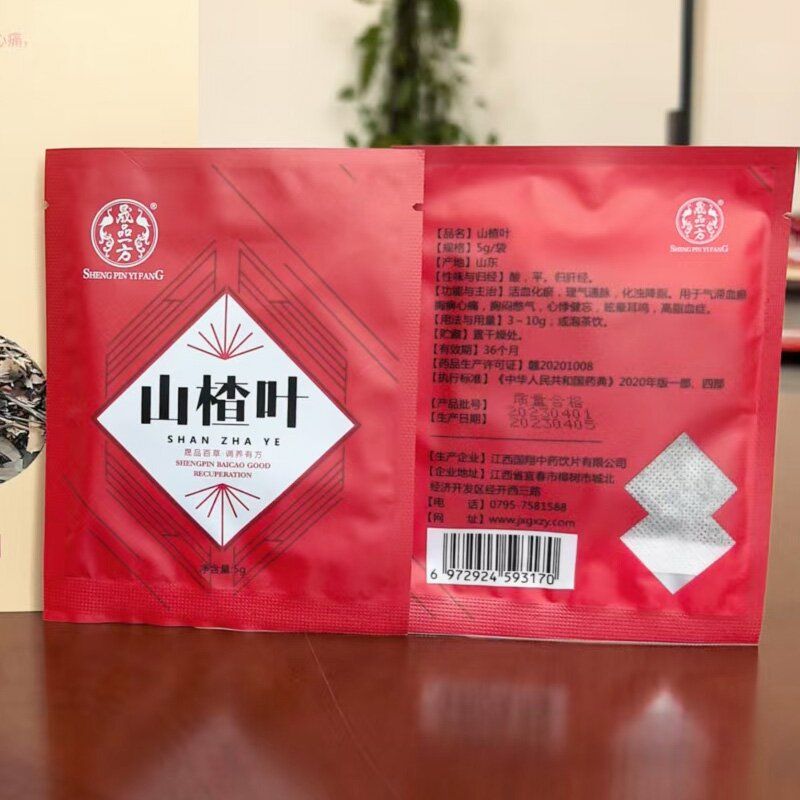 心痛，
晟品一方
®
SHENG PIN YI FANG
山楂叶
SHAN ZHA YE
晟品百草 调养有方
SHENGPIN BAICAO GOOD
RECUPERATION
净含量:5g
晟品一方
®
SHENG PIN YI FANG
【品名】山楂叶
【规格】5g/袋
【产地】山东
【性味与归经】酸，平。归肝经。
【功能与主治】活血化瘀，理气通脉，化浊降脂。用于气滞血瘀
胸痹心痛，胸闷憋气，心悸健忘，眩晕耳鸣，高脂血症。
【用法与用量】3-10g；或泡茶饮。
【贮藏】置干燥处。
【有效期】36个月
【药品生产许可证】赣20201008
【执行标准】《中华人民共和国药典》2020年版一部、四部
质量合格
【产品批号】20230401
【生产日期】20230405
【生产企业】江西国翔中药饮片有限公司
【企业地址】江西省宜春市樟树市城北
经济开发区经开西三路
【电 话】0795-7581588
【网 址】www.jxgxzy.com
6 972924 593170